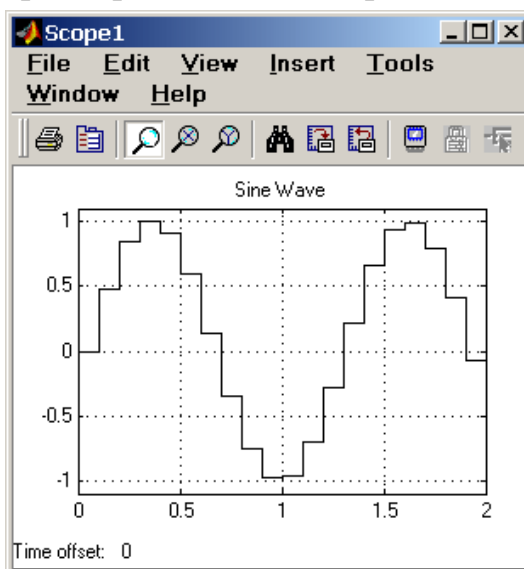 Scope1
File Edit View Insert Tools
Window Help
Sine Wave
1
0.5
0
-0.5
-1
0 0.5 1 1.5 2
Time offset: 0